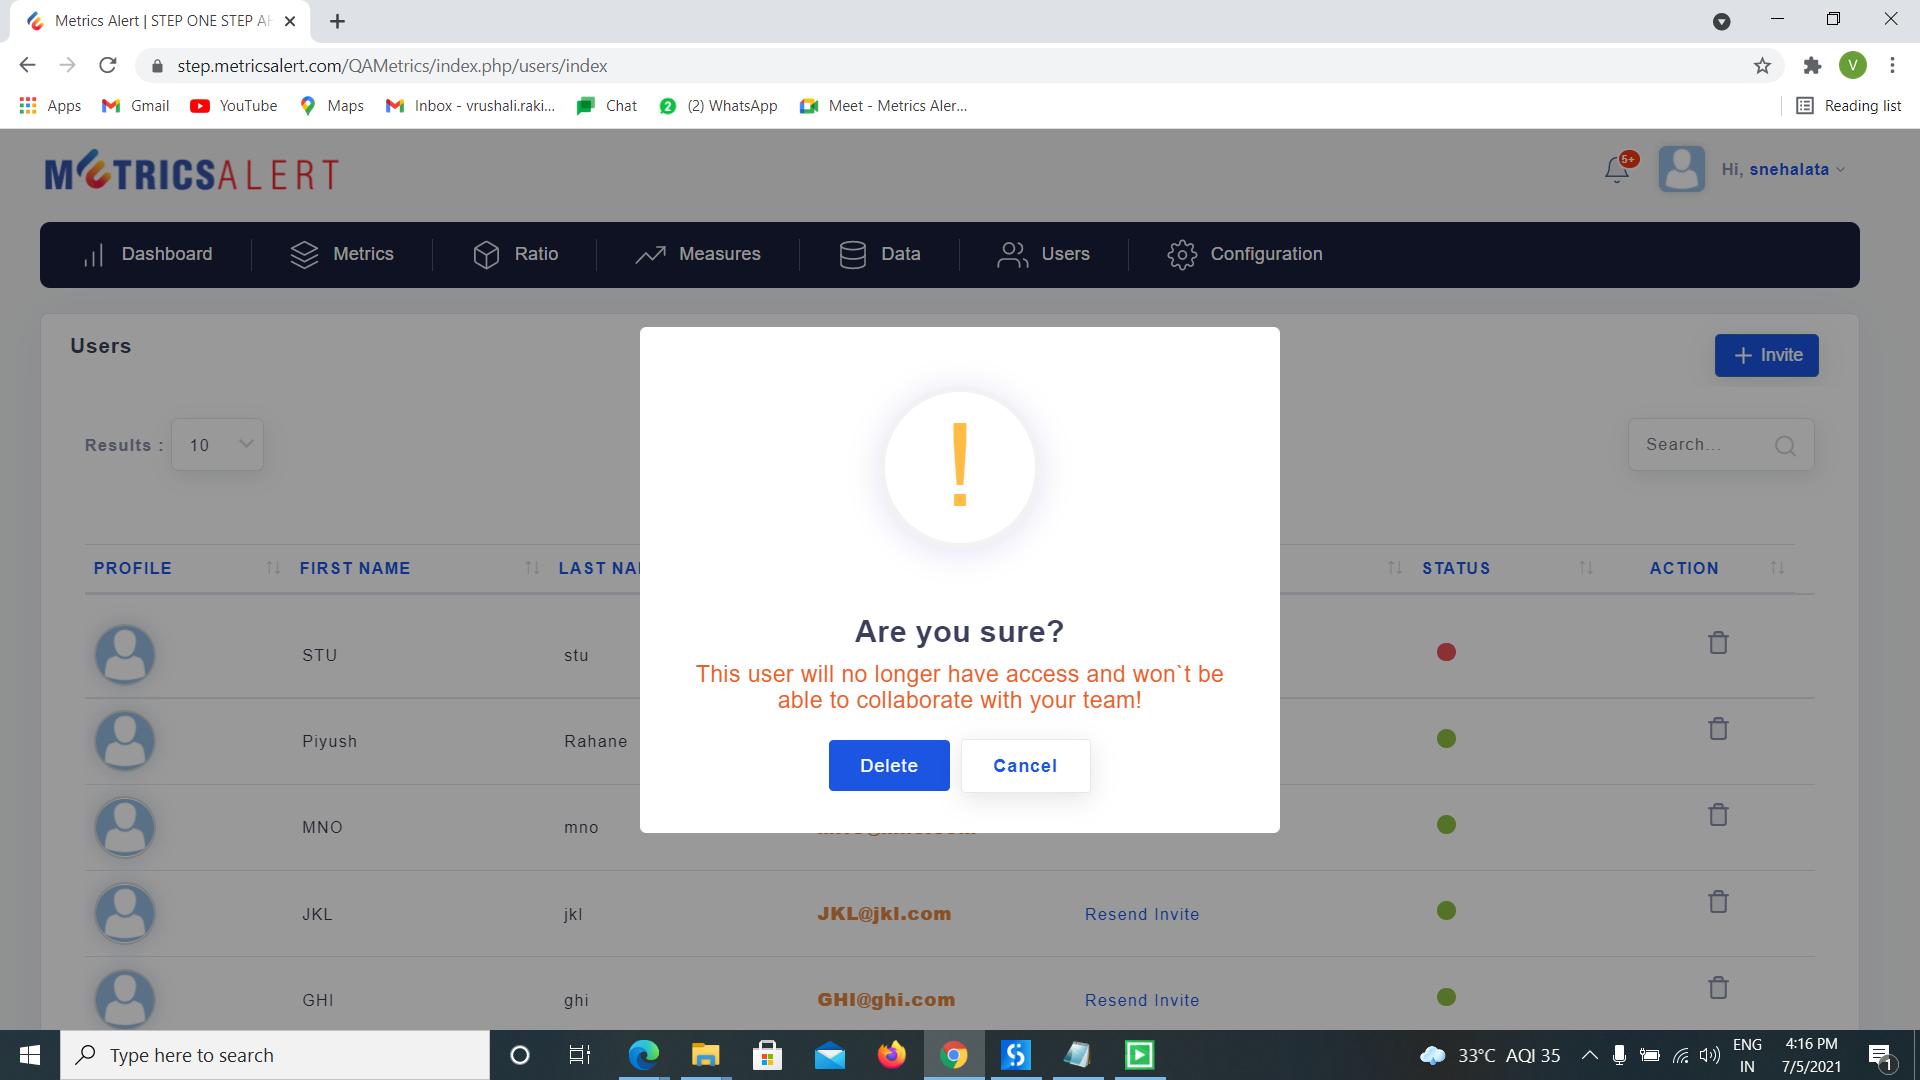 Metrics Alert | STEP ONE STEP AH
step.metricsalert.com/QAMetrics/index.php/users/index
V
Apps
Gmail
YouTube
Maps
Inbox - vrushali.raki...
Chat
2
(2) WhatsApp
Meet - Metrics Aler...
Reading list
METRICSALERT
5+
Hi, snehalata
Dashboard
Metrics
Ratio
Measures
Data
Users
Configuration
Users
+ Invite
Results :
10
Search...
PROFILE
FIRST NAME
LAST NA
STATUS
ACTION
STU
stu
Piyush
Rahane
MNO
mno
JKL
jkl
JKL@jkl.com
Resend Invite
GHI
ghi
GHI@ghi.com
Resend Invite
!
Are you sure?
This user will no longer have access and won`t be
able to collaborate with your team!
Delete
Cancel
Type here to search
33°C AQI 35
ENG
IN
4:16 PM
7/5/2021
1